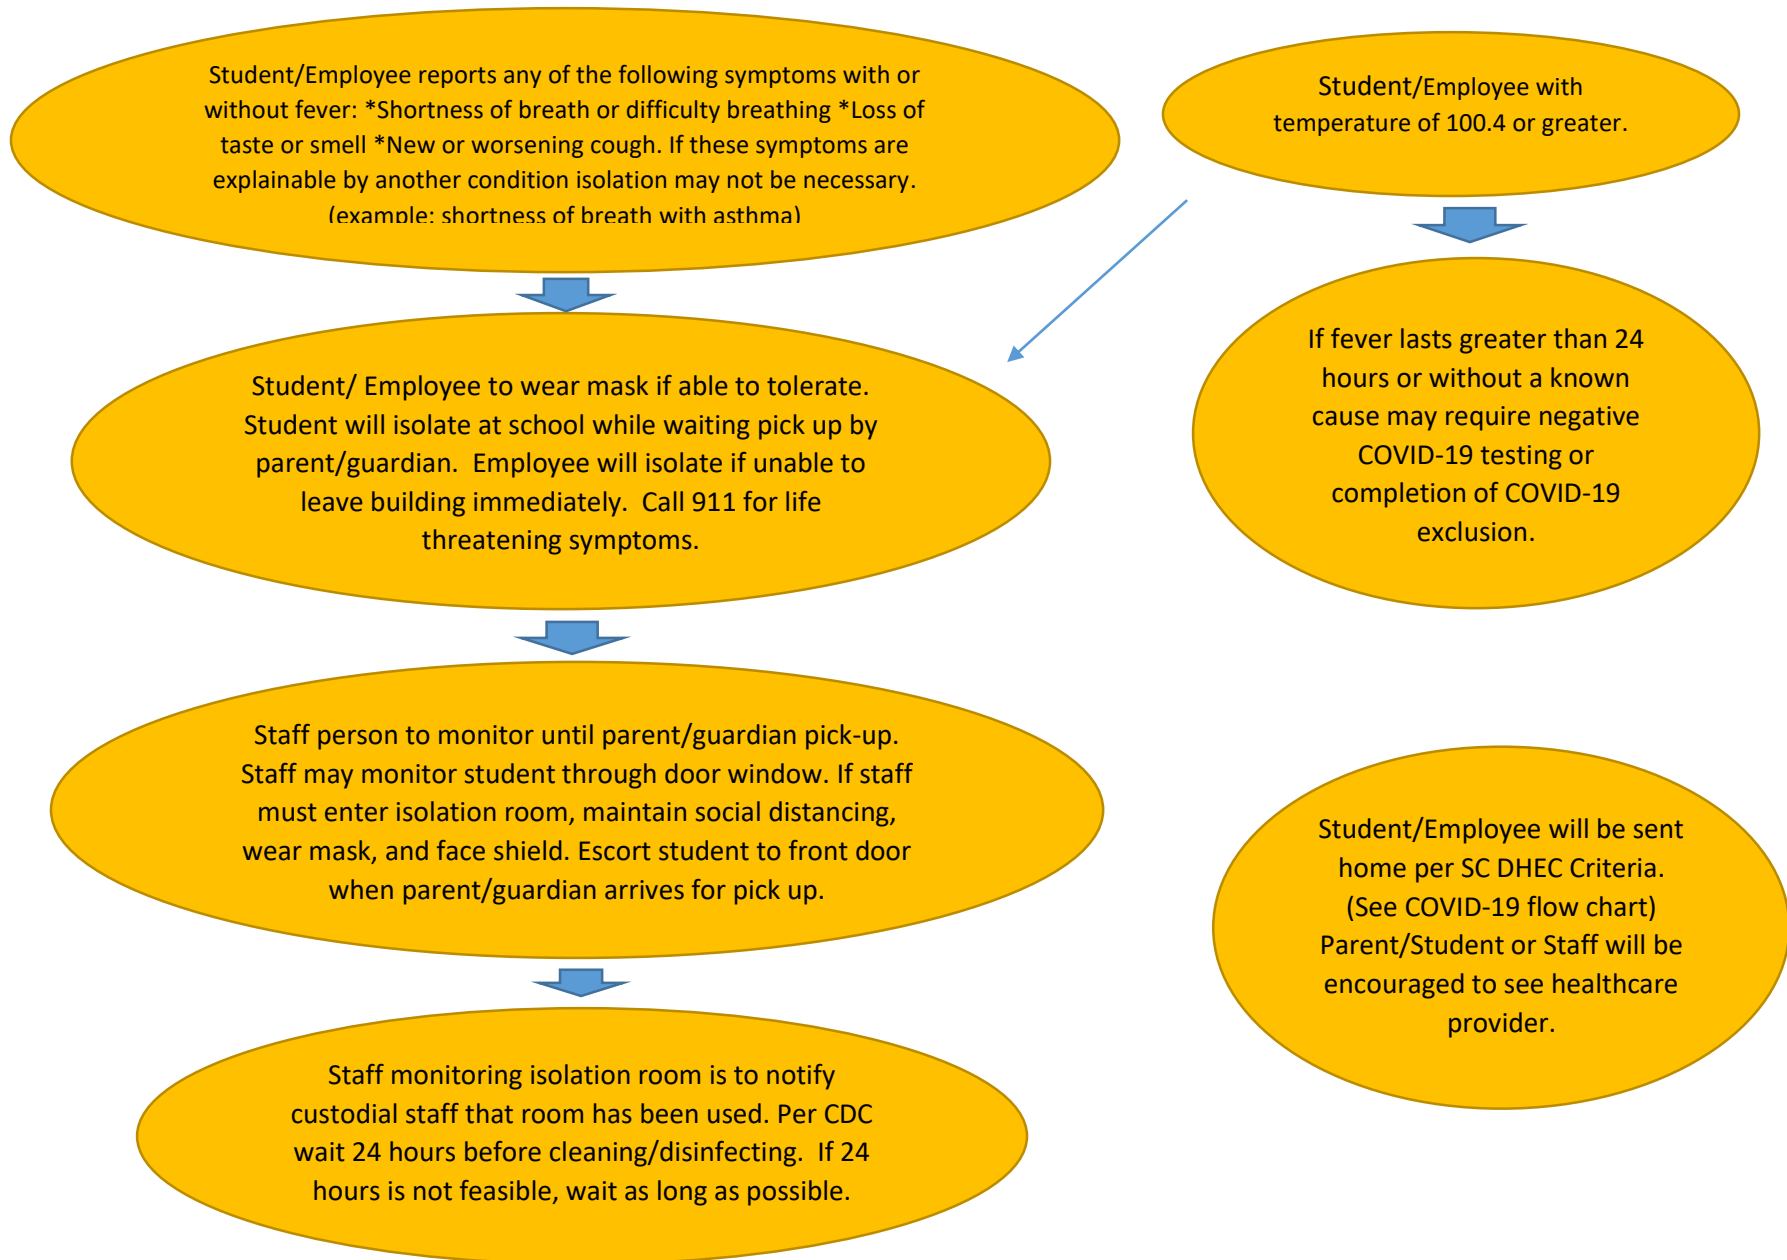 Student/Employee reports any of the following symptoms with or
without fever: *Shortness of breath or difficulty breathing *Loss of
taste or smell *New or worsening cough. If these symptoms are
explainable by another condition isolation may not be necessary.
(example: shortness of breath with asthma)
Student/Employee with
temperature of 100.4 or greater.
Student/ Employee to wear mask if able to tolerate.
Student will isolate at school while waiting pick up by
parent/guardian.  Employee will isolate if unable to
leave building immediately.  Call 911 for life
threatening symptoms.
If fever lasts greater than 24
hours or without a known
cause may require negative
COVID-19 testing or
completion of COVID-19
exclusion.
Staff person to monitor until parent/guardian pick-up.
Staff may monitor student through door window. If staff
must enter isolation room, maintain social distancing,
wear mask, and face shield. Escort student to front door
when parent/guardian arrives for pick up.
Student/Employee will be sent
home per SC DHEC Criteria.
(See COVID-19 flow chart)
Parent/Student or Staff will be
encouraged to see healthcare
provider.
Staff monitoring isolation room is to notify
custodial staff that room has been used. Per CDC
wait 24 hours before cleaning/disinfecting.  If 24
hours is not feasible, wait as long as possible.